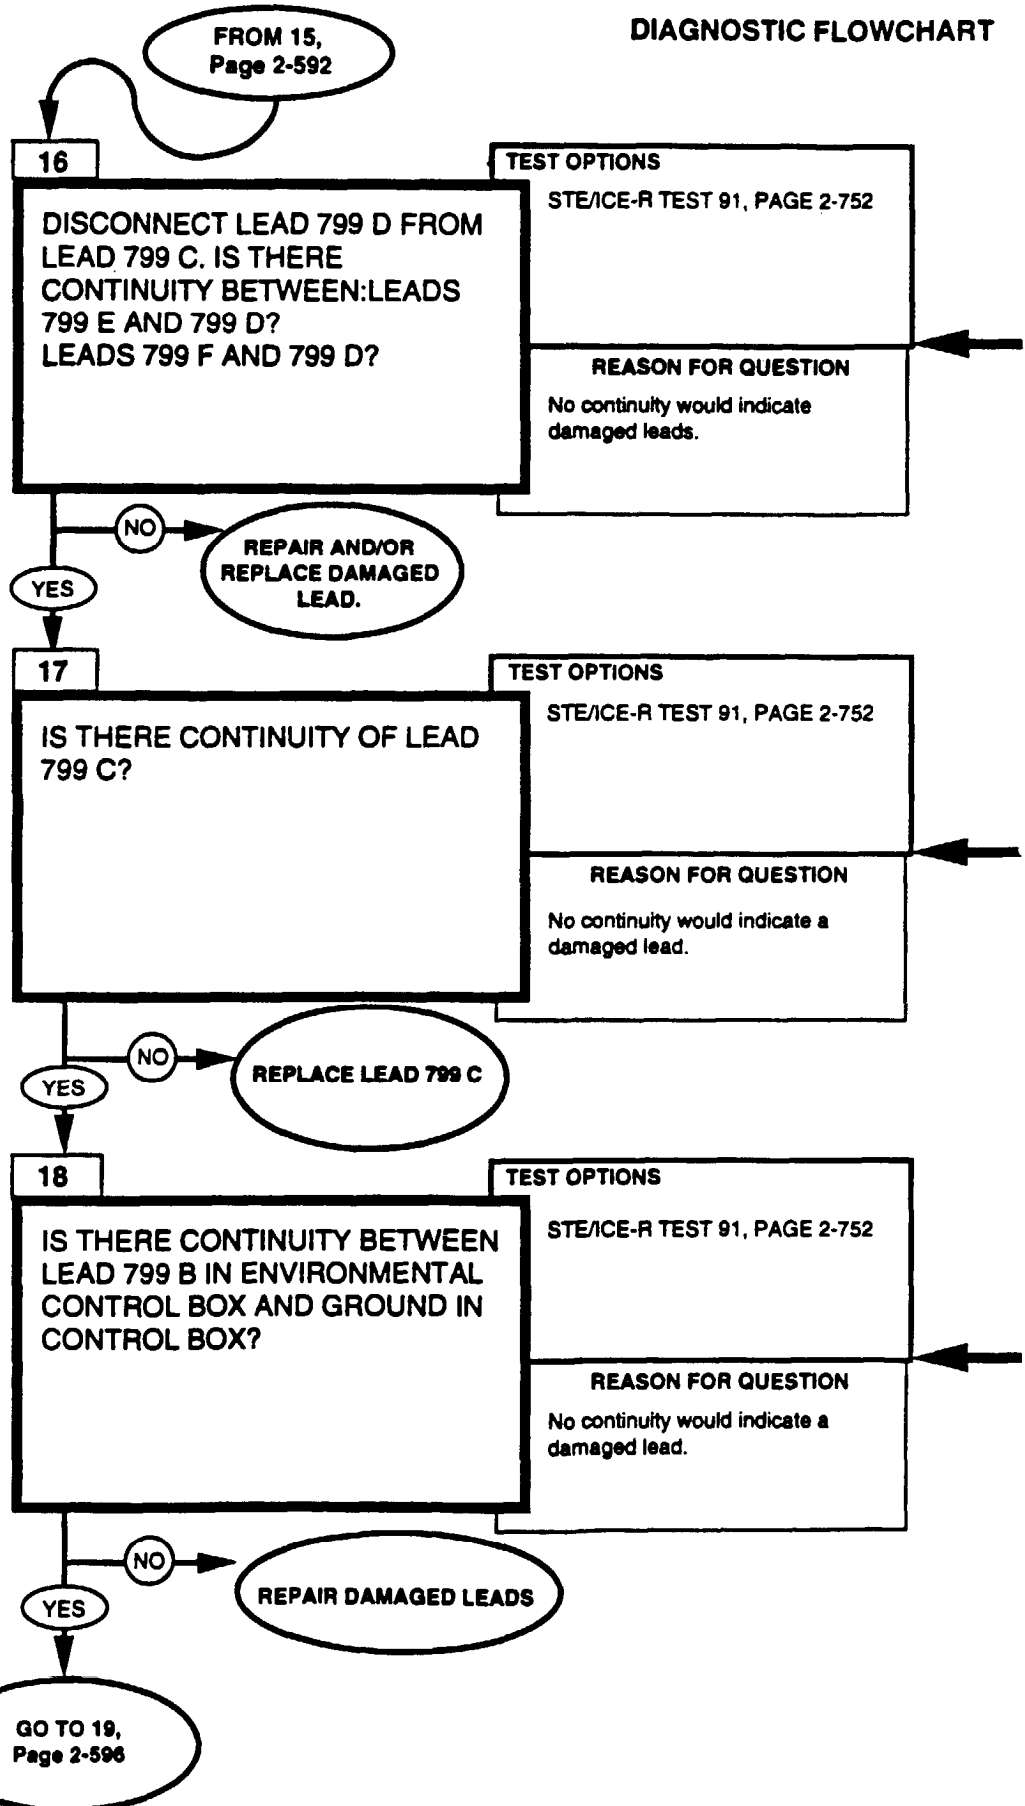 DIAGNOSTIC FLOWCHART
FROM 15,
Page 2-592
16
DISCONNECT LEAD 799 D FROM
LEAD 799 C. IS THERE
CONTINUITY BETWEEN:LEADS
799 E AND 799 D?
LEADS 799 F AND 799 D?
TEST OPTIONS
STE/ICE-R TEST 91, PAGE 2-752
REASON FOR QUESTION
No continuity would indicate
damaged leads.
NO
REPAIR AND/OR
REPLACE DAMAGED
LEAD.
YES
17
IS THERE CONTINUITY OF LEAD
799 C?
TEST OPTIONS
STE/ICE-R TEST 91, PAGE 2-752
REASON FOR QUESTION
No continuity would indicate a
damaged lead.
NO
REPLACE LEAD 799 C
YES
18
IS THERE CONTINUITY BETWEEN
LEAD 799 B IN ENVIRONMENTAL
CONTROL BOX AND GROUND IN
CONTROL BOX?
TEST OPTIONS
STE/ICE-R TEST 91, PAGE 2-752
REASON FOR QUESTION
No continuity would indicate a
damaged lead.
NO
REPAIR DAMAGED LEADS
YES
GO TO 19,
Page 2-596